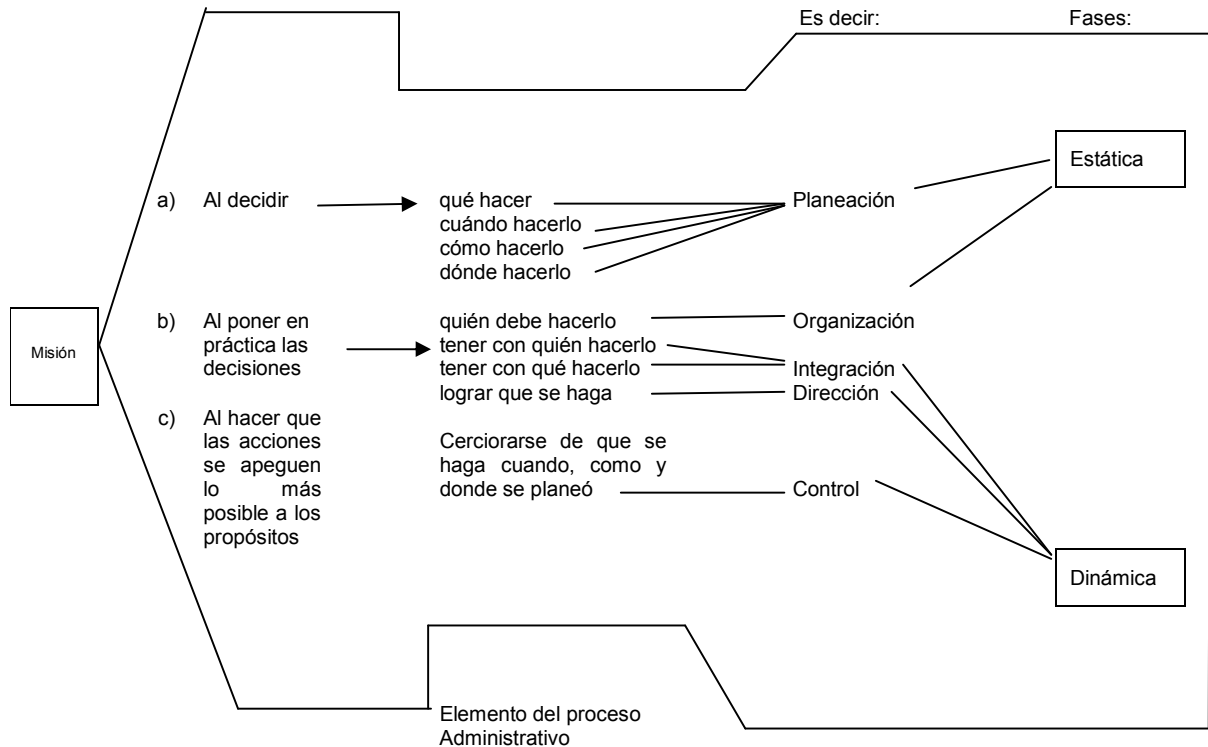 Es decir: Fases:
Estática
a) Al decidir
qué hacer
cuándo hacerlo
cómo hacerlo
dónde hacerlo
Planeación
Misión
b) Al poner en
práctica las
decisiones
quién debe hacerlo
tener con quién hacerlo
tener con qué hacerlo
lograr que se haga
Organización
Integración
Dirección
c) Al hacer que
las acciones
se apeguen
lo más
posible a los
propósitos
Cerciorarse de que se
haga cuando, como y
donde se planeó
Control
Dinámica
Elemento del proceso
Administrativo